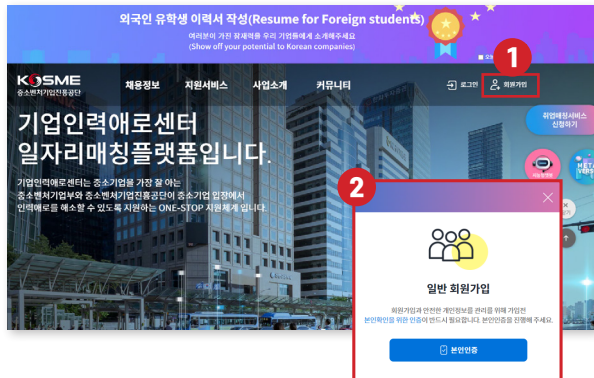 외국인 유학생 이력서 작성(Resume for Foreign students)
여러분이 가진 잠재력을 우리 기업들에게 소개해주세요
(Show off your potential to Korean companies)
1
KOSME
중소벤처기업진흥공단
채용정보 지원서비스 사업소개 커뮤니티
로그인 회원가입
취업매칭서비스
신청하기
기업인력애로센터
일자리매칭플랫폼입니다.
META
VERS
기업인력애로센터는 중소기업을 가장 잘 아는
중소벤처기업부와 중소벤처기업진흥공단이 중소기업 입장에서
인력애로를 해소할 수 있도록 지원하는 ONE-STOP 지원체계 입니다
2
일반 회원가입
회원가입과 안전한 개인정보를 관리를 위해 가입전
본인확인을 위한 인증이 반드시 필요합니다. 본인인증을 진행해 주세요.
본인인증